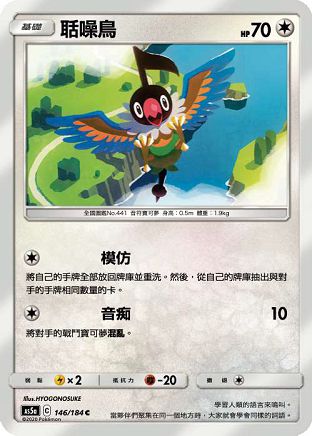 基礎 聒噪鳥 HP70
全國圖鑑No.441 音符寶可夢 身高：0.5m 體重：1.9kg
模仿
將自己的手牌全部放回牌庫並重洗。然後，從自己的牌庫抽出與對
手的手牌相同數量的卡。
音痴 10
將對手的戰鬥寶可夢混亂。
弱點 ×2 抵抗力 -20 撤退
Illus.HYOGONOSUKE
AS5a C 146/184 C
©2020 Pokémon
學習人類的語言來鳴叫。
當夥伴們聚集在同一個地方時，大家就會學會同樣的詞語。